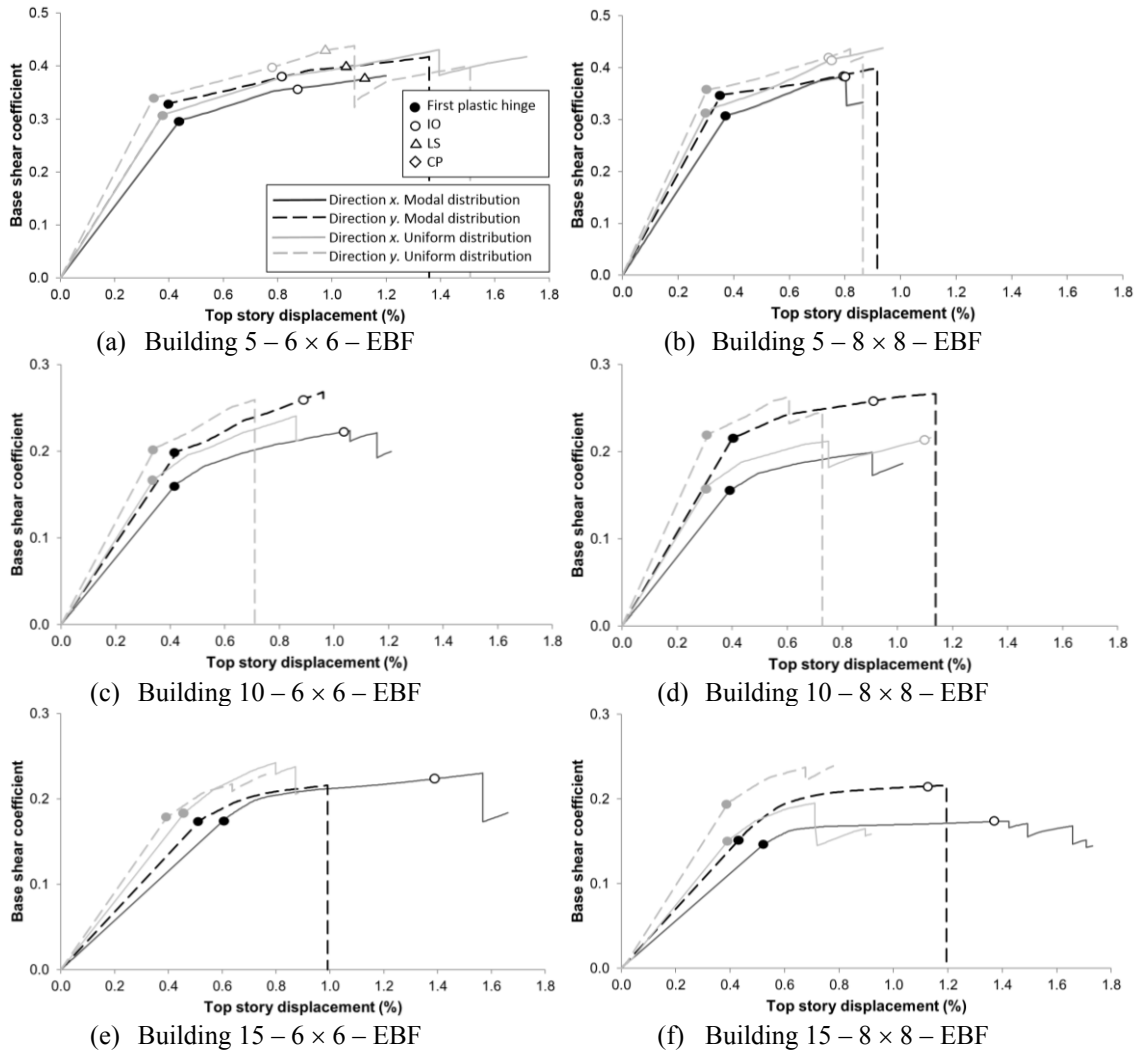 Base shear coefficient
0.5
0.4
0.3
0.2
0.1
0.0
0.0 0.2 0.4 0.6 0.8 1.0 1.2 1.4 1.6 1.8
Top story displacement (%)
First plastic hinge
IO
LS
CP
Direction x. Modal distribution
Direction y. Modal distribution
Direction x. Uniform distribution
Direction y. Uniform distribution
(a) Building 5 – 6 × 6 – EBF
Base shear coefficient
0.5
0.4
0.3
0.2
0.1
0.0
0.0 0.2 0.4 0.6 0.8 1.0 1.2 1.4 1.6 1.8
Top story displacement (%)
(b) Building 5 – 8 × 8 – EBF
Base shear coefficient
0.3
0.2
0.1
0.0
0.0 0.2 0.4 0.6 0.8 1.0 1.2 1.4 1.6 1.8
Top story displacement (%)
(c) Building 10 – 6 × 6 – EBF
Base shear coefficient
0.3
0.2
0.1
0.0
0.0 0.2 0.4 0.6 0.8 1.0 1.2 1.4 1.6 1.8
Top story displacement (%)
(d) Building 10 – 8 × 8 – EBF
Base shear coefficient
0.3
0.2
0.1
0.0
0.0 0.2 0.4 0.6 0.8 1.0 1.2 1.4 1.6 1.8
Top story displacement (%)
(e) Building 15 – 6 × 6 – EBF
Base shear coefficient
0.3
0.2
0.1
0.0
0.0 0.2 0.4 0.6 0.8 1.0 1.2 1.4 1.6 1.8
Top story displacement (%)
(f) Building 15 – 8 × 8 – EBF